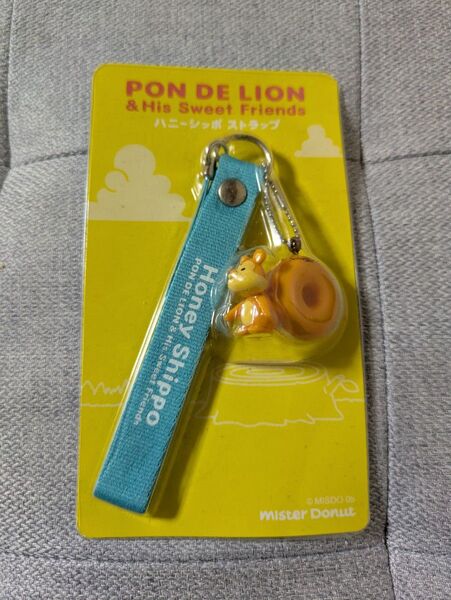 PON DE LION
& His Sweet Friends
ハニーシッポ ストラップ
Honey Shippo
PON DE LION & His Sweet Friends
© MISDO 05
mister Donut